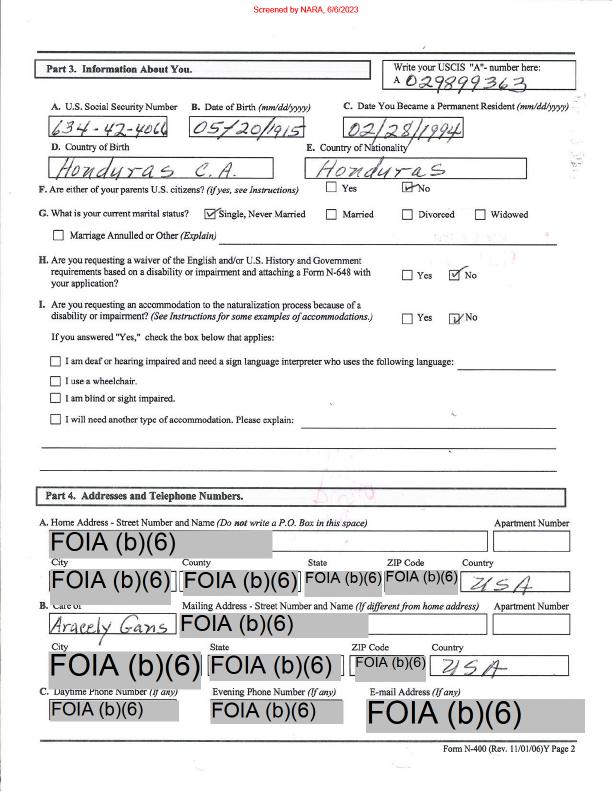 Screened by NARA, 6/6/2023
Part 3. Information About You.
Write your USCIS "A"- number here:
A 029899363
A. U.S. Social Security Number B. Date of Birth (mm/dd/yyyy) C. Date You Became a Permanent Resident (mm/dd/yyyy)
634-42-4066 05/20/1915 02/28/1994
D. Country of Birth E. Country of Nationality
Honduras C.A. Honduras
F. Are either of your parents U.S. citizens? (if yes, see Instructions) Yes No
G. What is your current marital status? Single, Never Married Married Divorced Widowed
Marriage Annulled or Other (Explain)
H. Are you requesting a waiver of the English and/or U.S. History and Government
requirements based on a disability or impairment and attaching a Form N-648 with
your application? Yes No
I. Are you requesting an accommodation to the naturalization process because of a
disability or impairment? (See Instructions for some examples of accommodations.) Yes No
If you answered "Yes," check the box below that applies:
I am deaf or hearing impaired and need a sign language interpreter who uses the following language:
I use a wheelchair.
I am blind or sight impaired.
I will need another type of accommodation. Please explain:
Part 4. Addresses and Telephone Numbers.
A. Home Address - Street Number and Name (Do not write a P.O. Box in this space) Apartment Number
FOIA (b)(6)
City County State ZIP Code Country
FOIA (b)(6) FOIA (b)(6) FOIA (b)(6) FOIA (b)(6) USA
B. Care of Mailing Address - Street Number and Name (If different from home address) Apartment Number
Aracely Gans FOIA (b)(6)
City State ZIP Code Country
FOIA (b)(6) FOIA (b)(6) FOIA (b)(6) USA
C. Daytime Phone Number (If any) Evening Phone Number (If any) E-mail Address (If any)
FOIA (b)(6) FOIA (b)(6) FOIA (b)(6)
Form N-400 (Rev. 11/01/06)Y Page 2